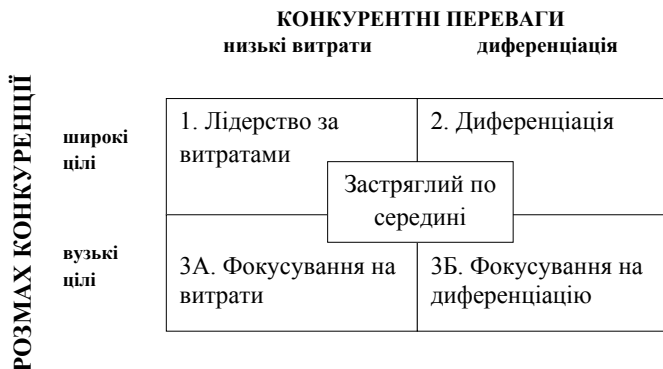 КОНКУРЕНТНІ ПЕРЕВАГИ
низькі витрати
диференціація
РОЗМАХ КОНКУРЕНЦІЇ
широкі
цілі
1. Лідерство за
витратами
2. Диференціація
Застряглий по
середині
вузькі
цілі
3А. Фокусування на
витрати
3Б. Фокусування на
диференціацію